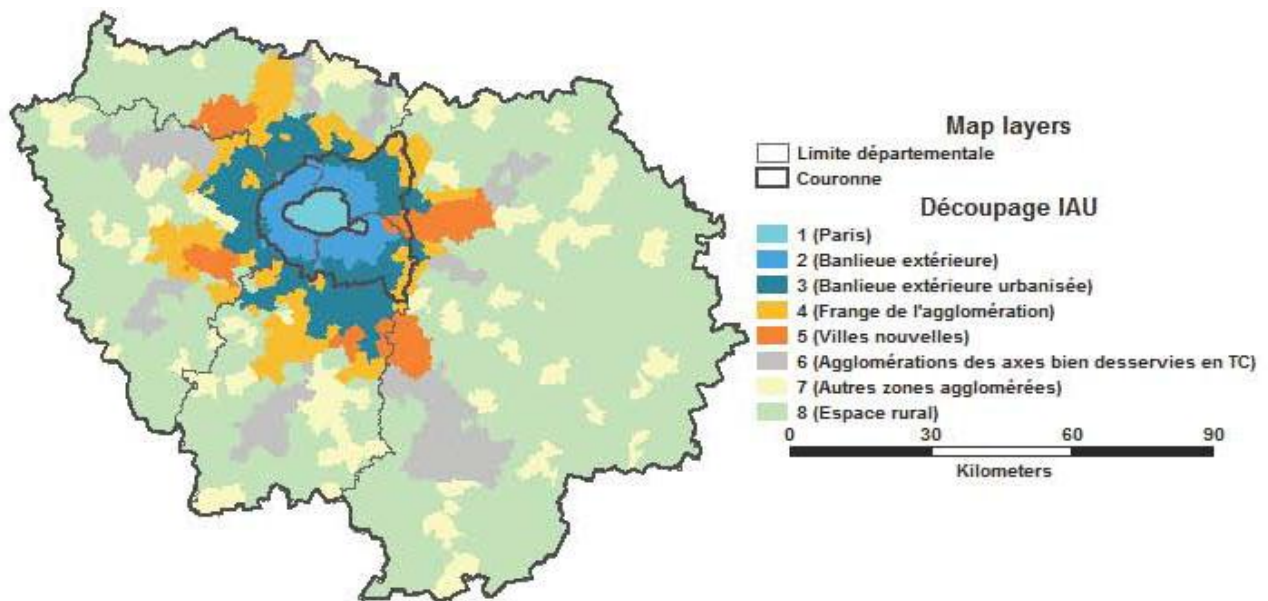 Map layers
Limite départementale
Couronne
Découpage IAU
1 (Paris)
2 (Banlieue extérieure)
3 (Banlieue extérieure urbanisée)
4 (Frange de l'agglomération)
5 (Villes nouvelles)
6 (Agglomérations des axes bien desservies en TC)
7 (Autres zones agglomérées)
8 (Espace rural)
0 30 60 90
Kilometers